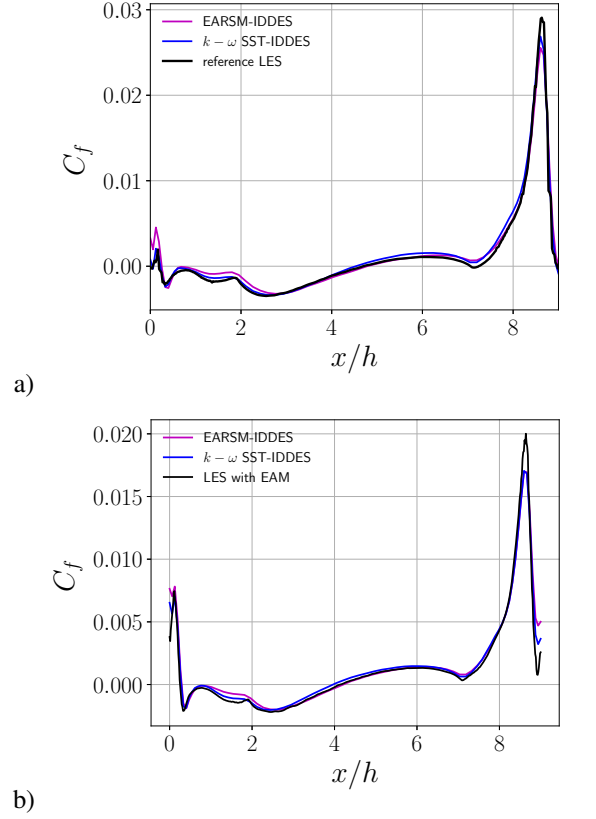 0.03
0.02
0.01
0.00
C_f
EARSM-IDDES
k − ω SST-IDDES
reference LES
0 2 4 6 8
x/h
a)
0.020
0.015
0.010
0.005
0.000
C_f
EARSM-IDDES
k − ω SST-IDDES
LES with EAM
0 2 4 6 8
x/h
b)